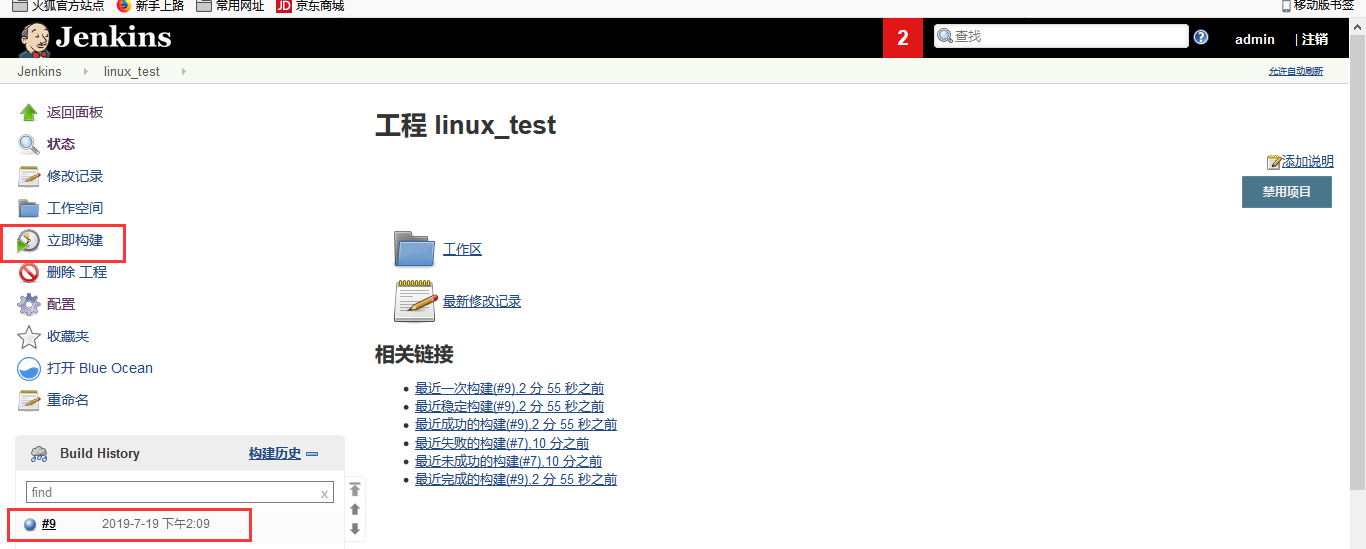 火狐官方站点 新手上路 常用网址 JD 京东商城 移动版书签
Jenkins 2 查找 ? admin | 注销
Jenkins linux_test 允许自动刷新
返回面板
状态
修改记录
工作空间
立即构建
删除 工程
配置
收藏夹
打开 Blue Ocean
重命名
Build History 构建历史
find x
#9 2019-7-19 下午2:09
工程 linux_test
添加说明
禁用项目
工作区
最新修改记录
相关链接
最近一次构建(#9),2 分 55 秒之前
最近稳定构建(#9),2 分 55 秒之前
最近成功的构建(#9),2 分 55 秒之前
最近失败的构建(#7),10 分之前
最近未成功的构建(#7),10 分之前
最近完成的构建(#9),2 分 55 秒之前